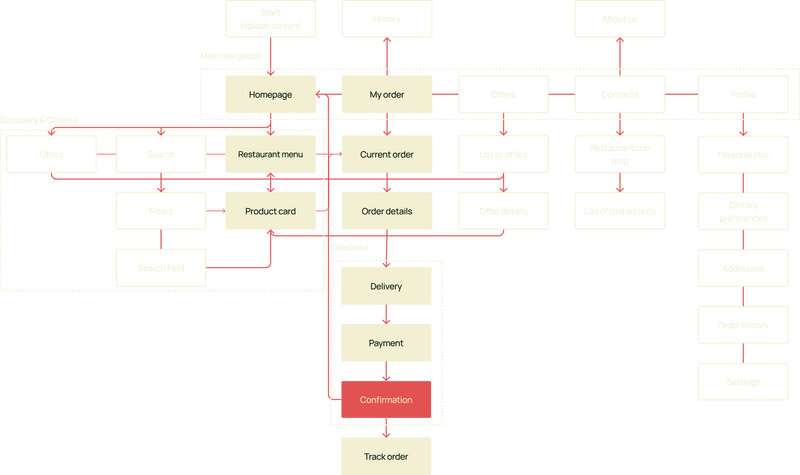 Start
(splash screen)
History
About us
Main navigation
Homepage
My order
Offers
Contacts
Profile
Discovery & Choose
Offers
Search
Restaurant menu
Current order
List of offers
Restaurants on
map
Personal info
Filters
Product card
Order details
Offer details
List of restaurants
Dietary
preferences
Checkout
Search field
Addresses
Delivery
Order history
Payment
Settings
Confirmation
Track order